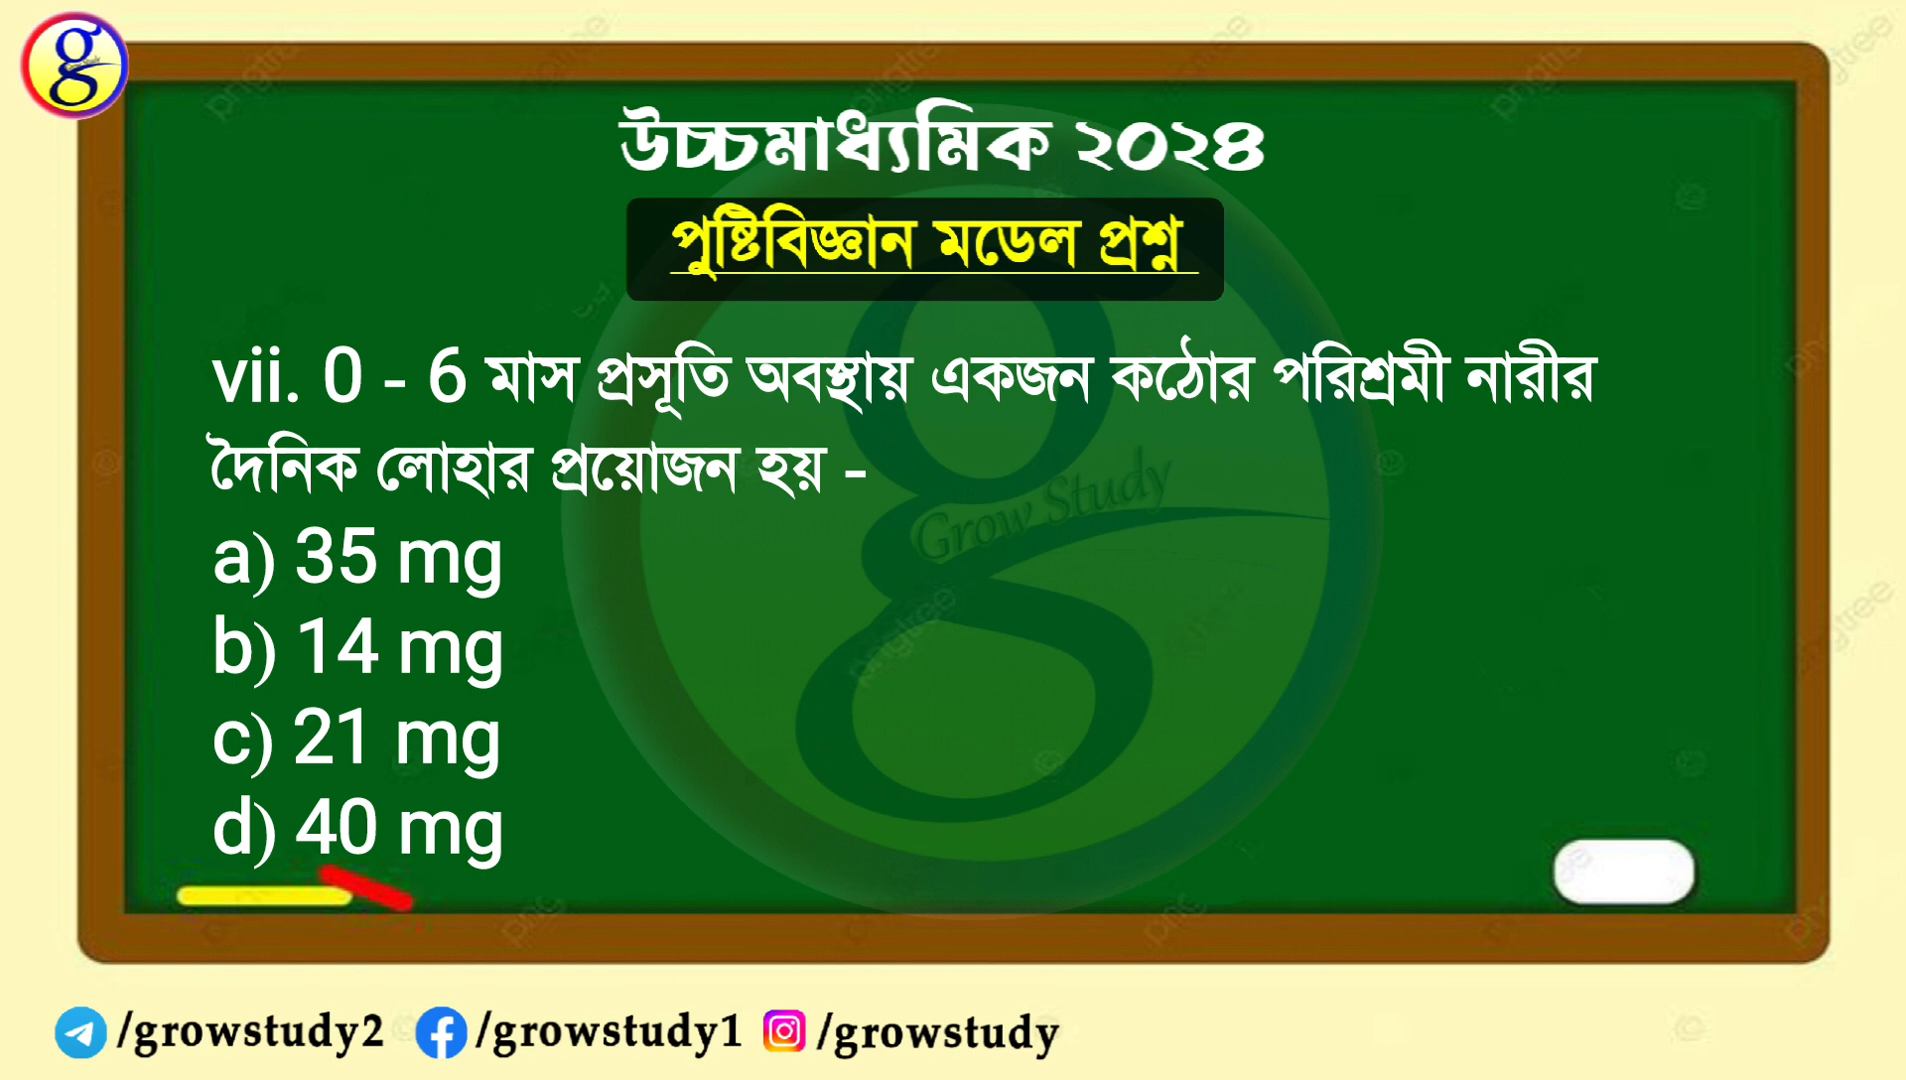 g
উচ্চমাধ্যমিক ২০২৪
পুষ্টিবিজ্ঞান মডেল প্রশ্ন
vii. 0 - 6 মাস প্রসূতি অবস্থায় একজন কঠোর পরিশ্রমী নারীর
দৈনিক লোহার প্রয়োজন হয় -
a) 35 mg
b) 14 mg
c) 21 mg
d) 40 mg
Grow Study
/growstudy2 /growstudy1 /growstudy